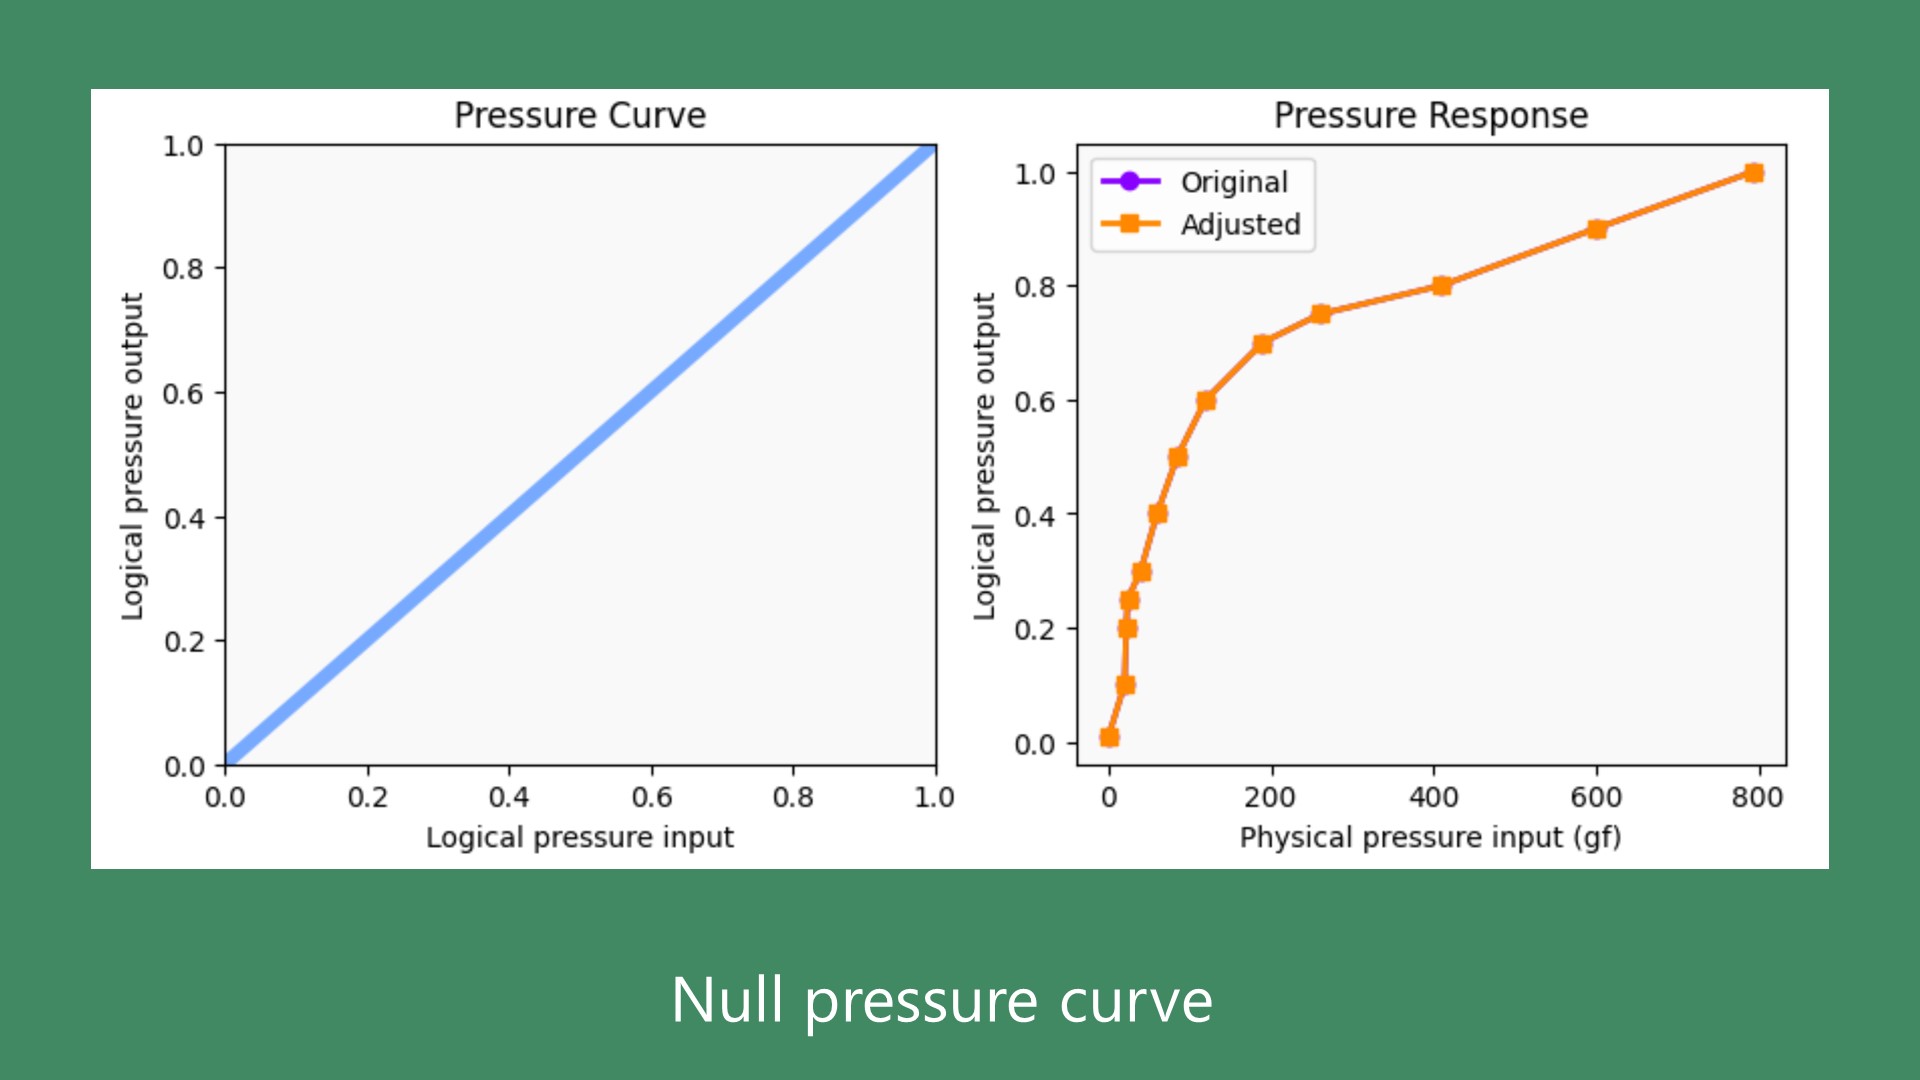 Pressure Curve
1.0
0.8
0.6
0.4
0.2
0.0
0.0 0.2 0.4 0.6 0.8 1.0
Logical pressure output
Logical pressure input
Pressure Response
Original
Adjusted
1.0
0.8
0.6
0.4
0.2
0.0
0 200 400 600 800
Logical pressure output
Physical pressure input (gf)
Null pressure curve